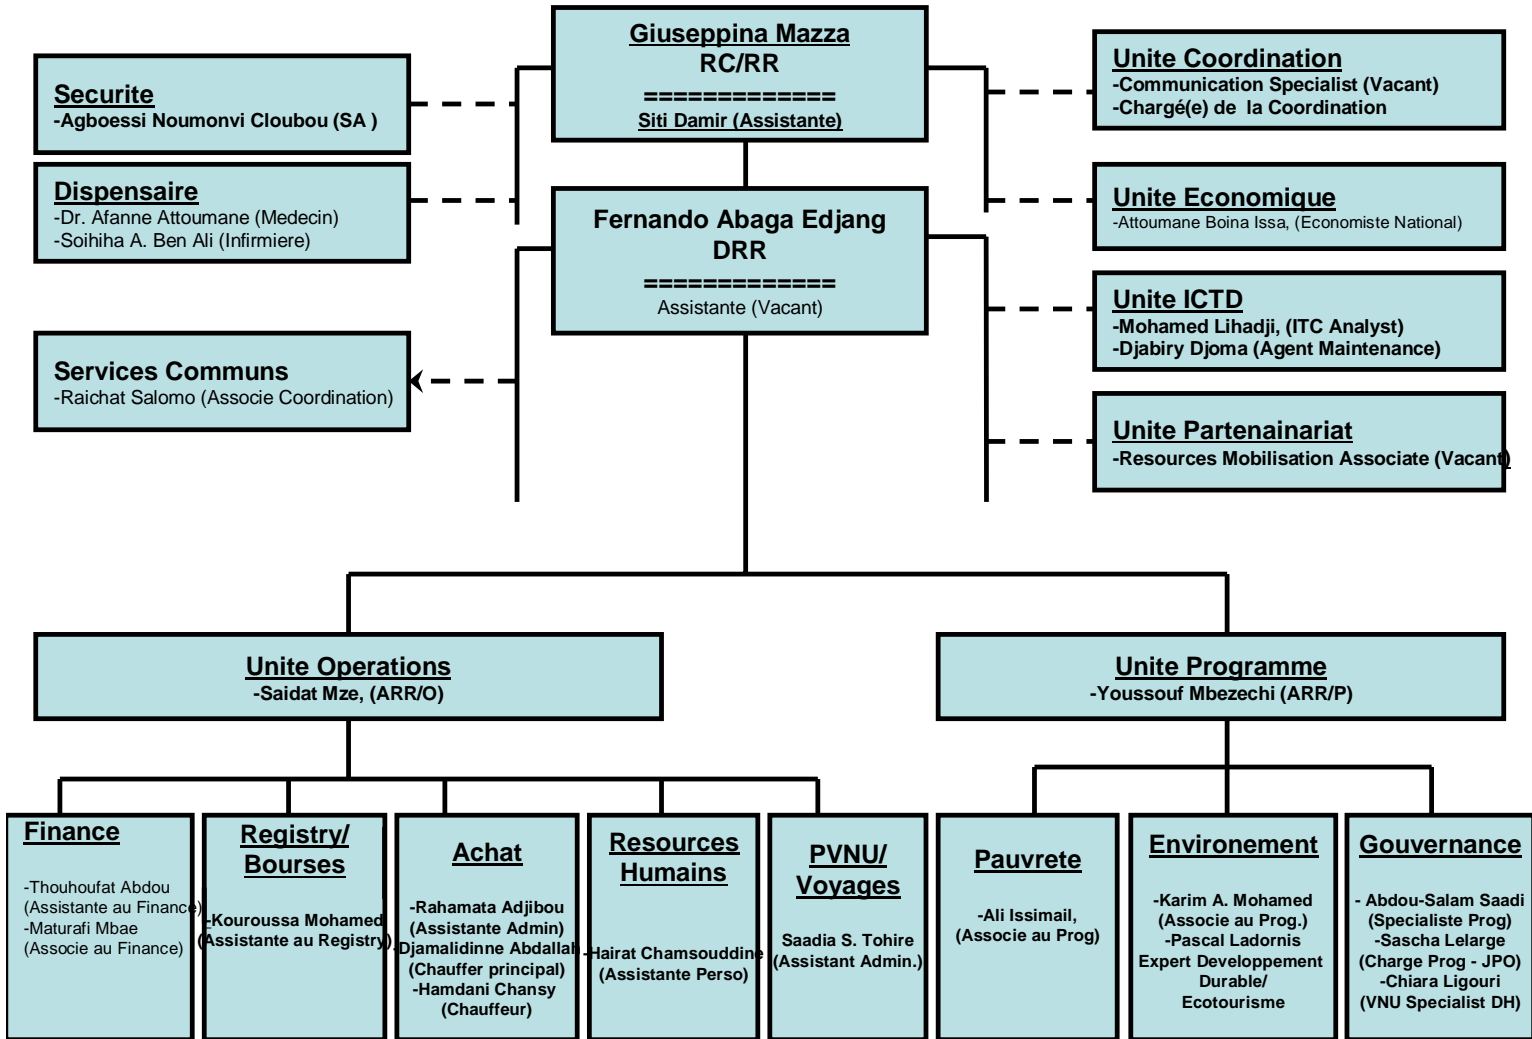 Giuseppina Mazza
RC/RR
=============
Siti Damir (Assistante)
Securite
-Agboessi Noumonvi Cloubou (SA )
Dispensaire
-Dr. Afanne Attoumane (Medecin)
-Soihiha A. Ben Ali (Infirmiere)
Unite Coordination
-Communication Specialist (Vacant)
-Chargé(e) de  la Coordination
Unite Economique
-Attoumane Boina Issa, (Economiste National)
Fernando Abaga Edjang
DRR
=============
Assistante (Vacant)
Services Communs
-Raichat Salomo (Associe Coordination)
Unite ICTD
-Mohamed Lihadji, (ITC Analyst)
-Djabiry Djoma (Agent Maintenance)
Unite Partenainariat
-Resources Mobilisation Associate (Vacant)
Unite Operations
-Saidat Mze, (ARR/O)
Unite Programme
-Youssouf Mbezechi (ARR/P)
Finance
-Thouhoufat Abdou
(Assistante au Finance)
-Maturafi Mbae
(Associe au Finance)
Registry/
Bourses
-Kouroussa Mohamed
(Assistante au Registry)
Achat
-Rahamata Adjibou
(Assistante Admin)
-Djamalidinne Abdallah
(Chauffer principal)
-Hamdani Chansy
(Chauffeur)
Resources
Humains
-Hairat Chamsouddine
(Assistante Perso)
PVNU/
Voyages
Saadia S. Tohire
(Assistant Admin.)
Pauvrete
-Ali Issimail,
(Associe au Prog)
Environement
-Karim A. Mohamed
(Associe au Prog.)
-Pascal Ladornis
Expert Developpement
Durable/
Ecotourisme
Gouvernance
- Abdou-Salam Saadi
(Specialiste Prog)
-Sascha Lelarge
(Charge Prog - JPO)
-Chiara Ligouri
(VNU Specialist DH)